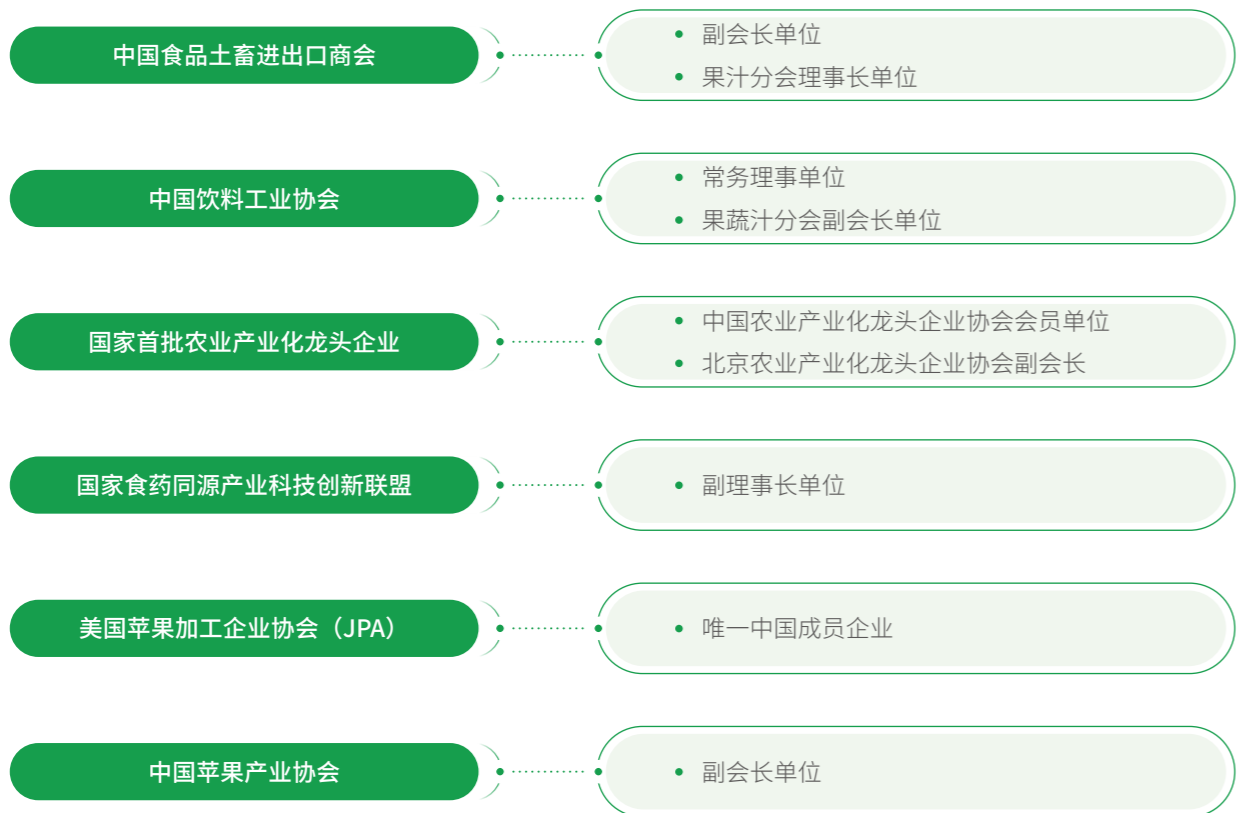 中国食品土畜进出口商会
副会长单位
果汁分会理事长单位
中国饮料工业协会
常务理事单位
果蔬汁分会副会长单位
国家首批农业产业化龙头企业
中国农业产业化龙头企业协会会员单位
北京农业产业化龙头企业协会副会长
国家食药同源产业科技创新联盟
副理事长单位
美国苹果加工企业协会（JPA）
唯一中国成员企业
中国苹果产业协会
副会长单位